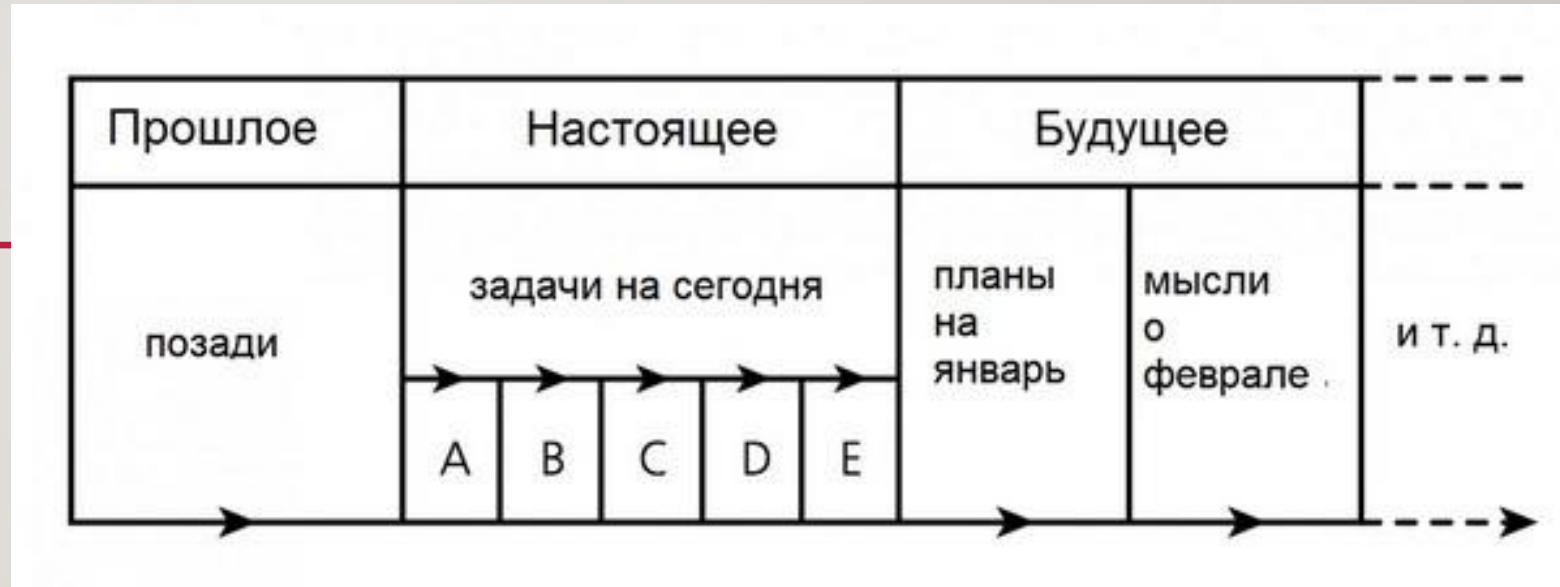 Прошлое
Настоящее
Будущее
позади
задачи на сегодня
A
B
C
D
E
планы
на
январь
мысли
о
феврале .
и т. д.